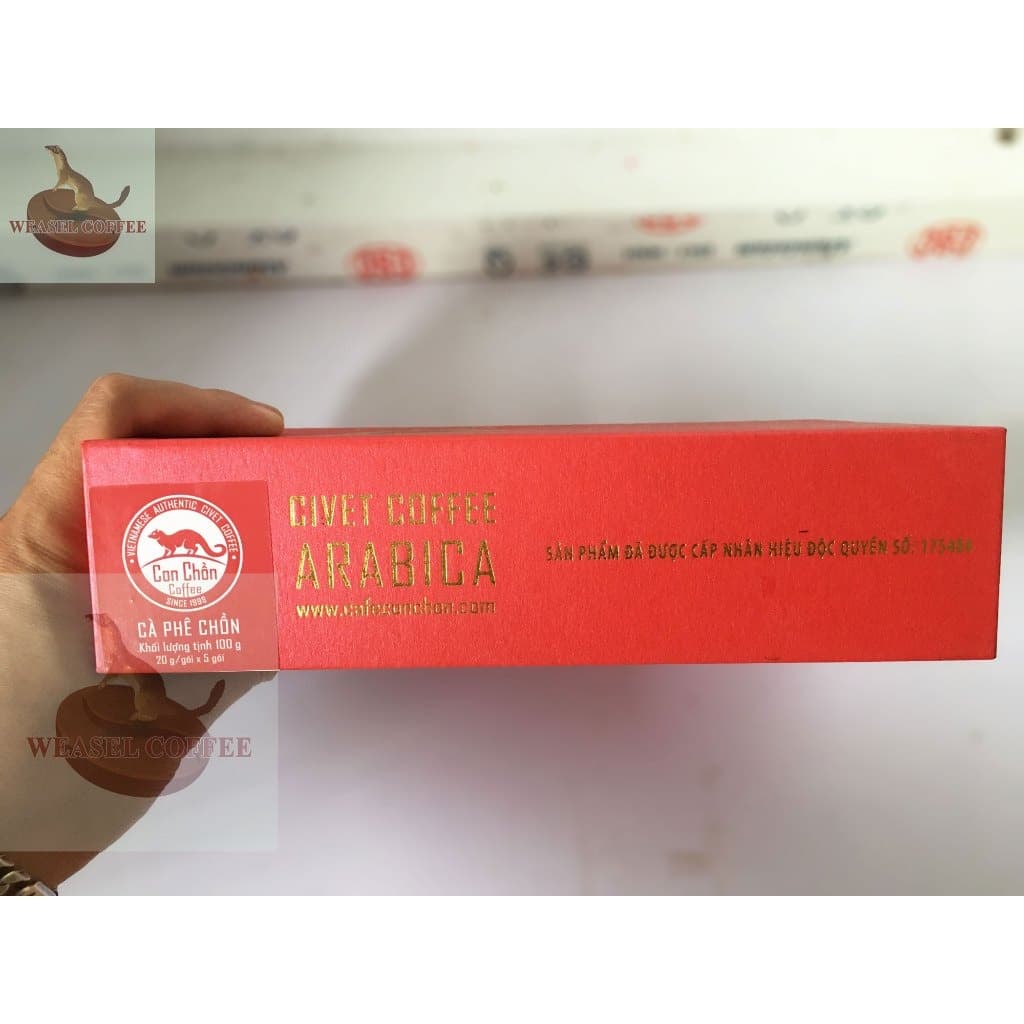 WEASEL COFFEE
VIETNAMESE AUTHENTIC CIVET COFFEE
Con Chồn
Coffee
SINCE 1999
CÀ PHÊ CHỒN
Khối lượng tịnh 100 g
20 g/gói x 5 gói
CIVET COFFEE
ARABICA
www.cafeconchon.com
SẢN PHẨM ĐÃ ĐƯỢC CẤP NHÃN HIỆU ĐỘC QUYỀN SỐ:
WEASEL COFFEE